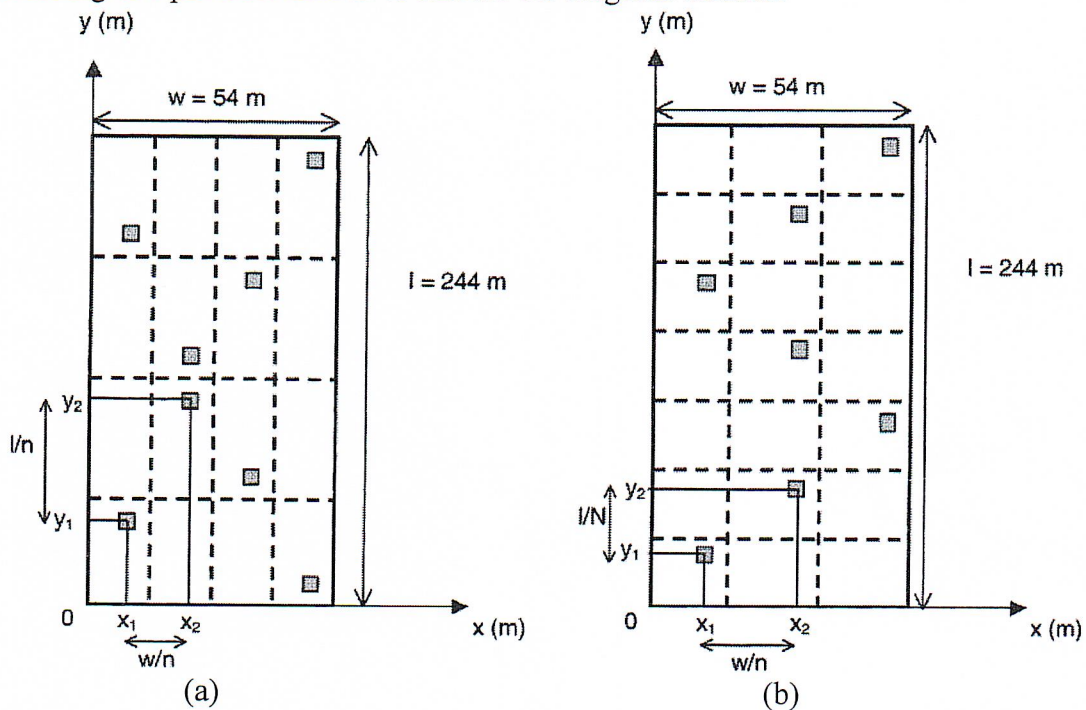 y (m)
w = 54 m
l = 244 m
y₂
l/n
y₁
0
x₁
x₂
x (m)
w/n
(a)
y (m)
w = 54 m
l = 244 m
y₂
l/N
y₁
0
x₁
x₂
x (m)
w/n
(b)